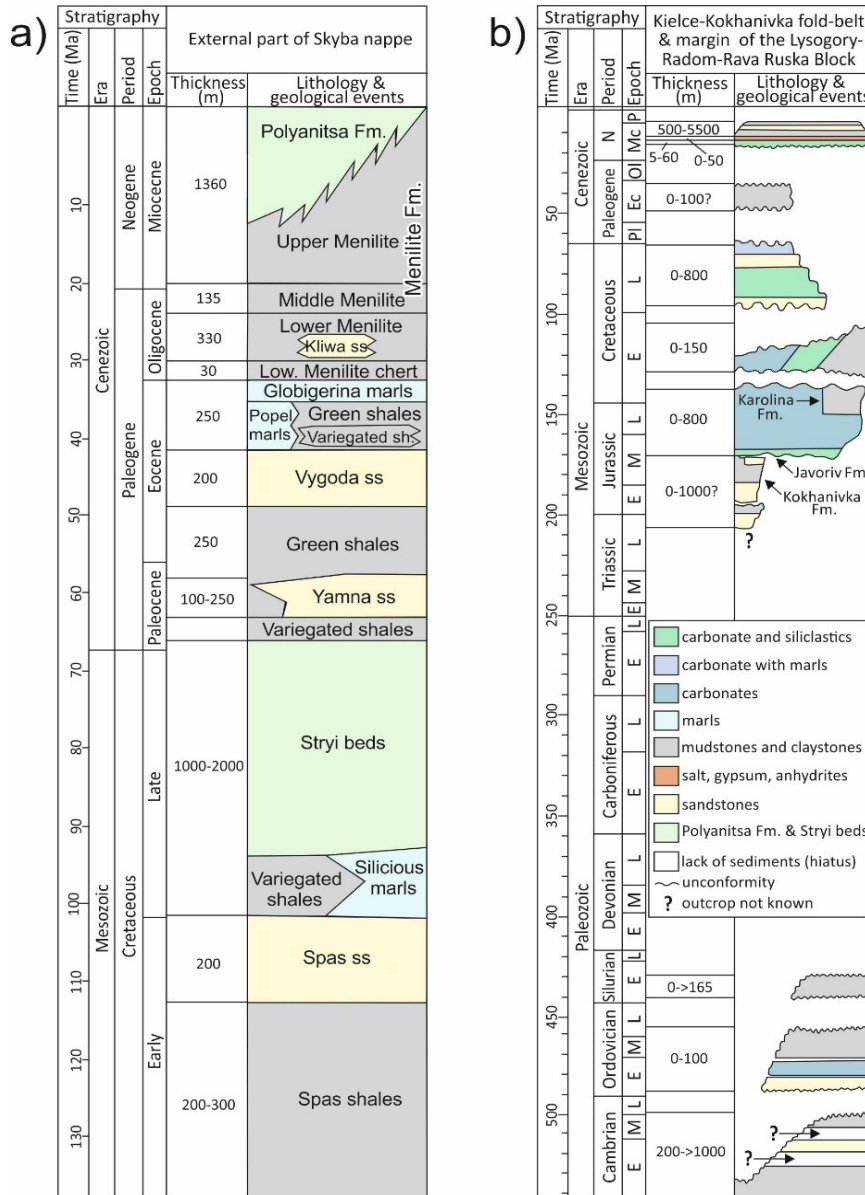 a)
Stratigraphy
External part of Skyba nappe
Time (Ma)
Era
Period
Epoch
Thickness
(m)
Lithology &
geological events
10
20
30
40
50
60
70
80
90
100
110
120
130
Cenezoic
Mesozoic
Neogene
Paleogene
Cretaceous
Miocecne
Oligocene
Eocene
Paleocene
Late
Early
1360
135
330
30
250
200
250
100-250
1000-2000
200
200-300
Polyanitsa Fm.
Upper Menilite
Menilite Fm.
Middle Menilite
Lower Menilite
Kliwa ss
Low. Menilite chert
Globigerina marls
Popel
marls
Green shales
Variegated sh.
Vygoda ss
Green shales
Yamna ss
Variegated shales
Stryi beds
Variegated
shales
Silicious
marls
Spas ss
Spas shales
b)
Stratigraphy
Kielce-Kokhanivka fold-belt
& margin of the Lysogory-
Radom-Rava Ruska Block
Time (Ma)
Era
Period
Epoch
Thickness
(m)
Lithology &
geological events
50
100
150
200
250
300
350
400
450
500
Cenezoic
Mesozoic
Paleozoic
N
Paleogene
Cretaceous
Jurassic
Triassic
Permian
Carboniferous
Devonian
Silurian
Ordovician
Cambrian
P
Mc
Ol
Ec
Pl
L
E
L
M
E
L
M
E
L
E
L
E
L
M
E
L
E
L
M
E
L
M
E
500-5500
5-60
0-50
0-100?
0-800
0-150
0-800
0-1000?
0->165
0-100
200->1000
Karolina
Fm.
Javoriv Fm
Kokhanivka
Fm.
?
carbonate and siliclastics
carbonate with marls
carbonates
marls
mudstones and claystones
salt, gypsum, anhydrites
sandstones
Polyanitsa Fm. & Stryi beds
lack of sediments (hiatus)
unconformity
? outcrop not known
?
?